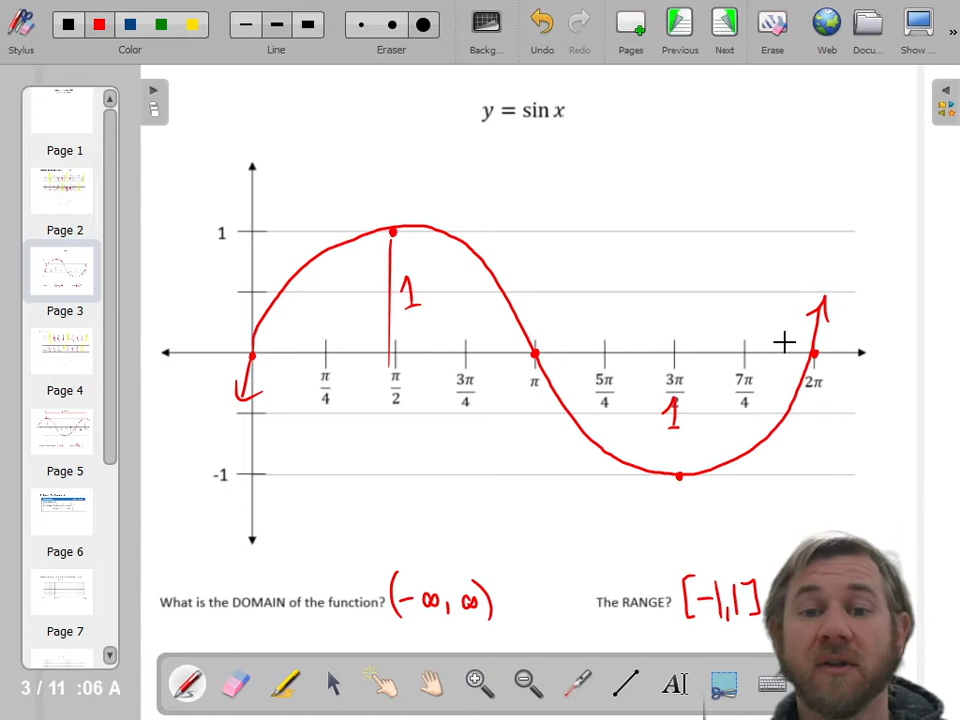 Stylus Color Line Eraser Backg... Undo Redo Pages Previous Next Erase Web Docu... Show ... »
Page 1
Page 2
Page 3
Page 4
Page 5
Page 6
Page 7
3 / 11 :06 A
y = sin x
1
1
π/4 π/2 3π/4 π 5π/4 3π/2 7π/4 2π
1
-1
What is the DOMAIN of the function? (-∞, ∞) The RANGE? [-1,1]